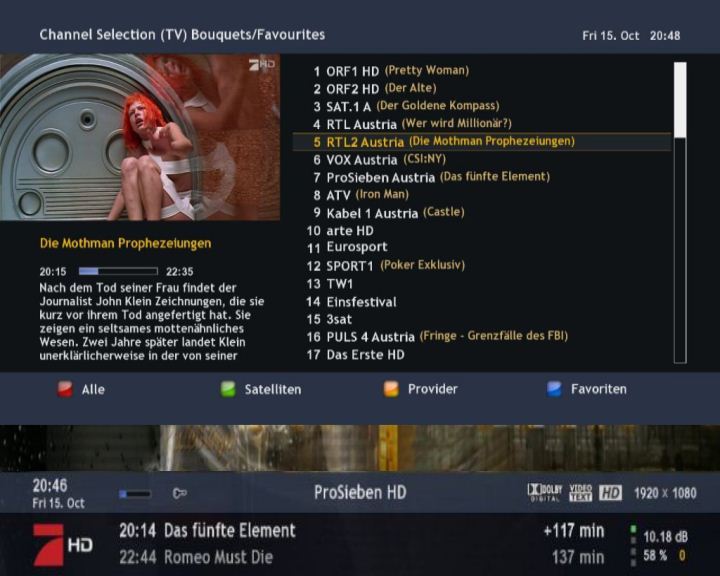 Channel Selection (TV) Bouquets/Favourites
Fri 15. Oct 20:48
HD
1 ORF1 HD (Pretty Woman)
2 ORF2 HD (Der Alte)
3 SAT.1 A (Der Goldene Kompass)
4 RTL Austria (Wer wird Millionär?)
5 RTL2 Austria (Die Mothman Prophezeiungen)
6 VOX Austria (CSI:NY)
7 ProSieben Austria (Das fünfte Element)
8 ATV (Iron Man)
9 Kabel 1 Austria (Castle)
10 arte HD
11 Eurosport
12 SPORT1 (Poker Exklusiv)
13 TW1
14 Einsfestival
15 3sat
16 PULS 4 Austria (Fringe - Grenzfälle des FBI)
17 Das Erste HD
Die Mothman Prophezeiungen
20:15 22:35
Nach dem Tod seiner Frau findet der
Journalist John Klein Zeichnungen, die sie
kurz vor ihrem Tod angefertigt hat. Sie
zeigen ein seltsames mottenähnliches
Wesen. Zwei Jahre später landet Klein
unerklärlicherweise in der von seiner
Alle Satelliten Provider Favoriten
20:46
Fri 15. Oct
ProSieben HD
DOLBY DIGITAL VIDEO TEXT HD 1920 x 1080
7 HD
20:14 Das fünfte Element +117 min
22:44 Romeo Must Die 137 min
10.18 dB
58 % 0